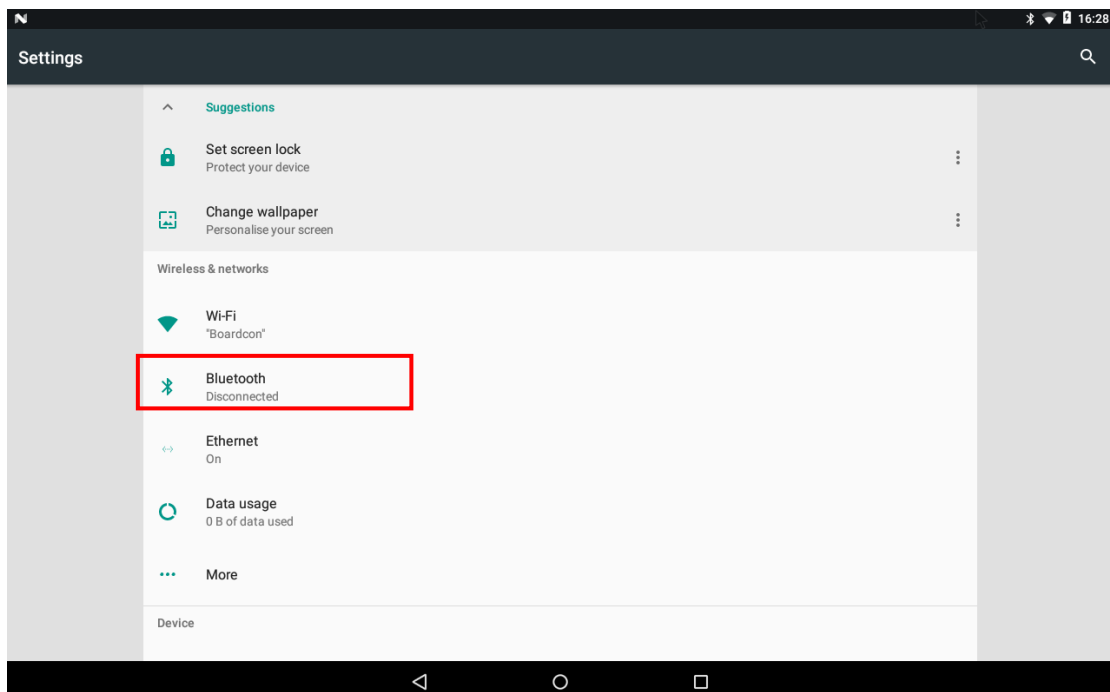 16:28
Settings
Suggestions
Set screen lock
Protect your device
Change wallpaper
Personalise your screen
Wireless & networks
Wi-Fi
"Boardcon"
Bluetooth
Disconnected
Ethernet
On
Data usage
0 B of data used
More
Device